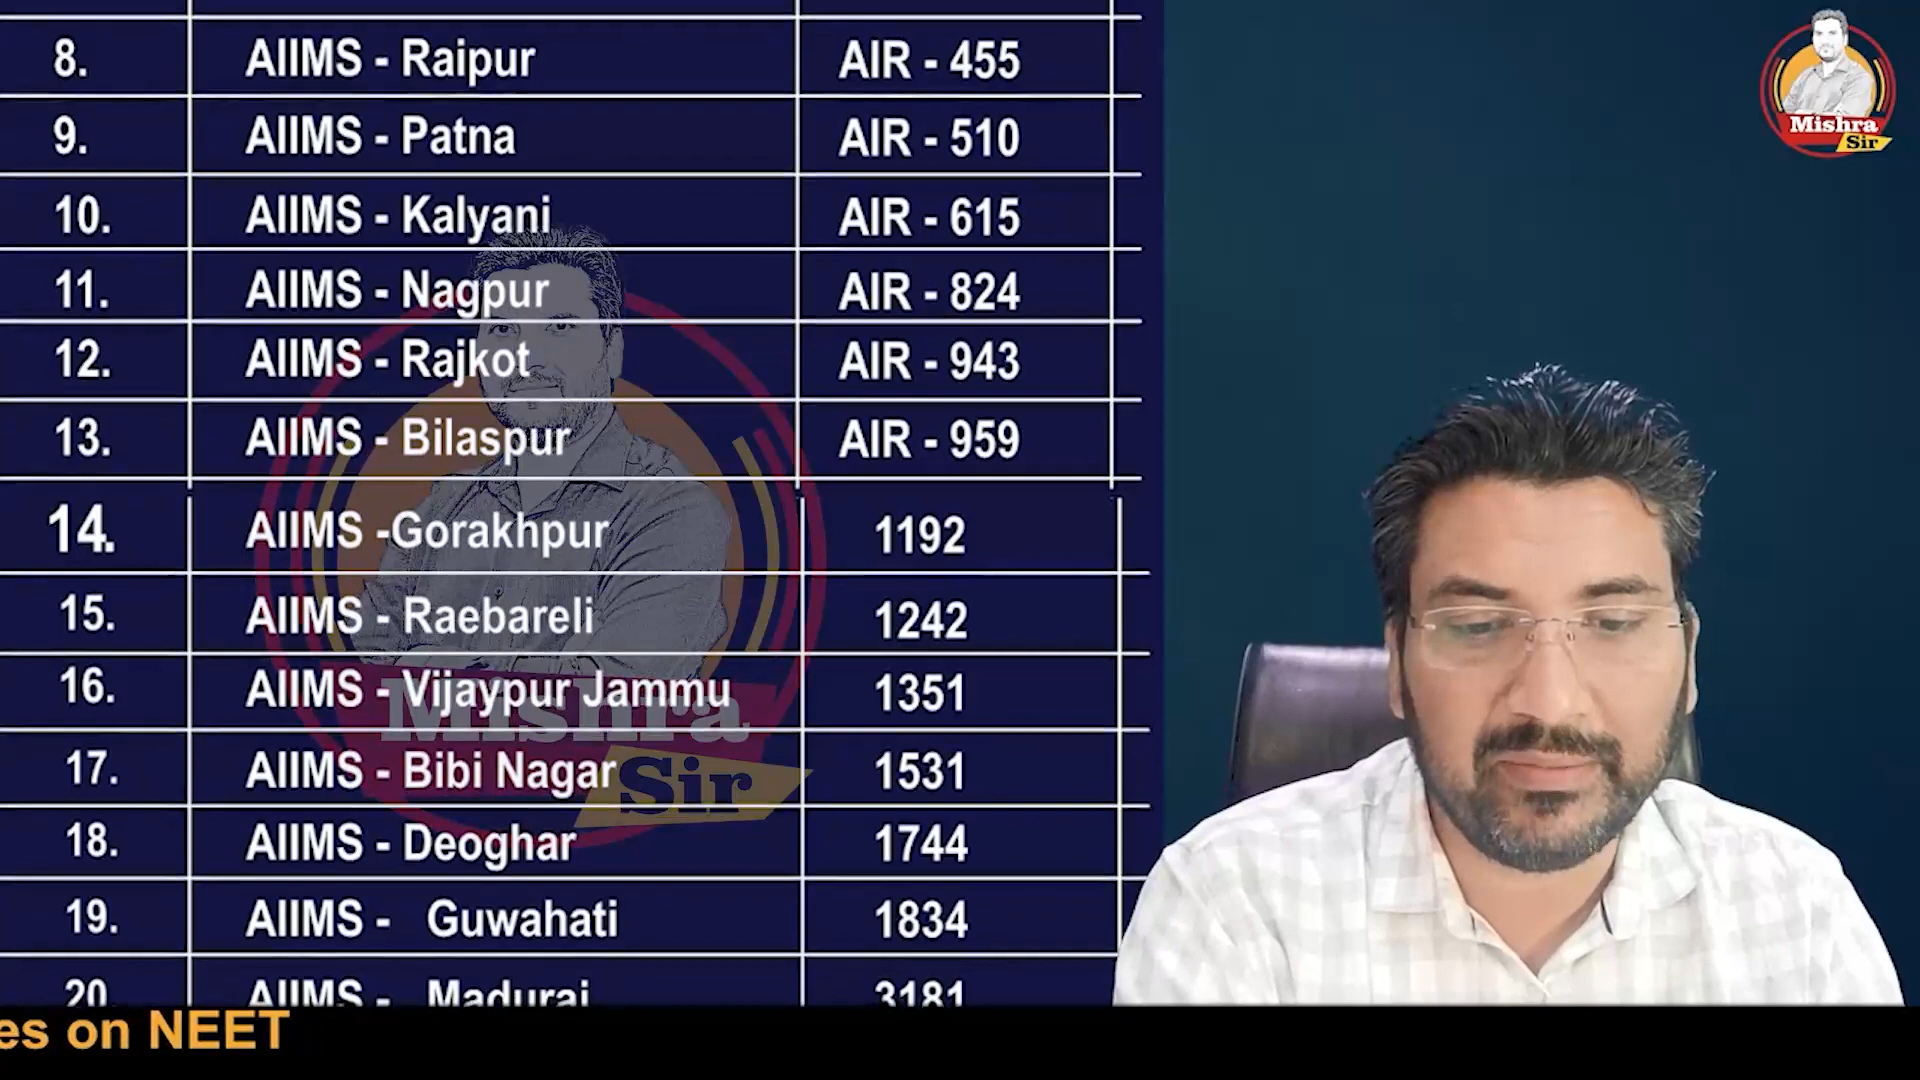 8. AIIMS - Raipur AIR - 455
9. AIIMS - Patna AIR - 510
10. AIIMS - Kalyani AIR - 615
11. AIIMS - Nagpur AIR - 824
12. AIIMS - Rajkot AIR - 943
13. AIIMS - Bilaspur AIR - 959
14. AIIMS -Gorakhpur 1192
15. AIIMS - Raebareli 1242
16. AIIMS - Vijaypur Jammu 1351
17. AIIMS - Bibi Nagar 1531
18. AIIMS - Deoghar 1744
19. AIIMS - Guwahati 1834
20. AIIMS - Madurai 3181
es on NEET
Mishra
Sir
Mishra
Sir